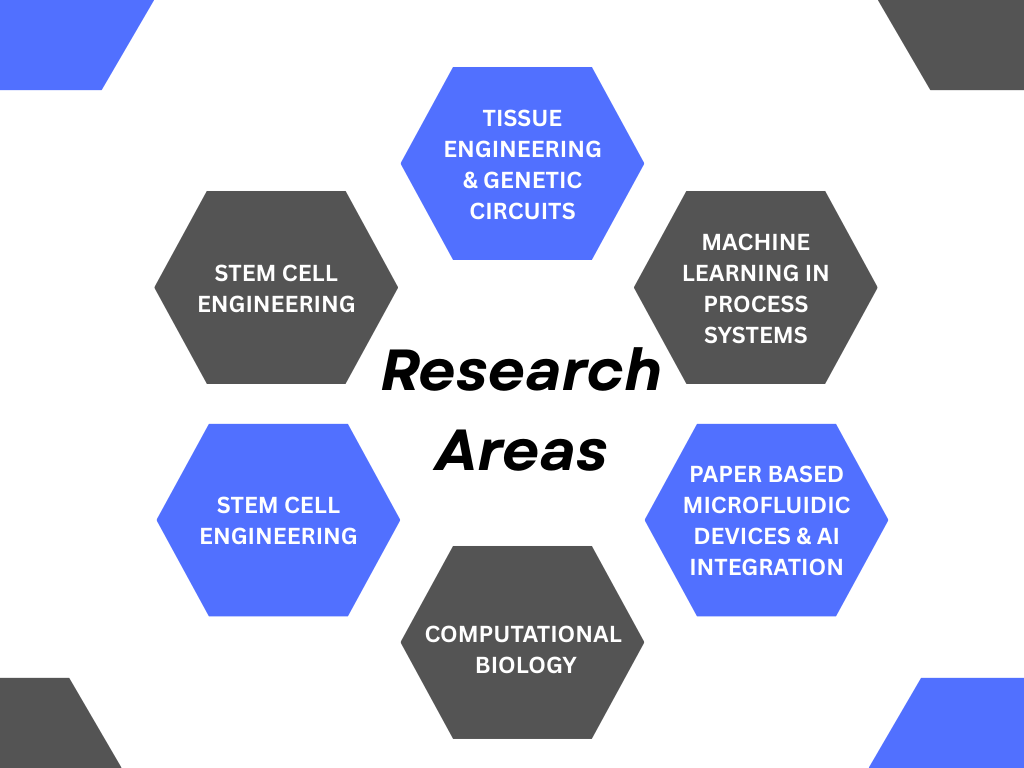 TISSUE
ENGINEERING
& GENETIC
CIRCUITS
STEM CELL
ENGINEERING
MACHINE
LEARNING IN
PROCESS
SYSTEMS
Research
Areas
STEM CELL
ENGINEERING
PAPER BASED
MICROFLUIDIC
DEVICES & AI
INTEGRATION
COMPUTATIONAL
BIOLOGY